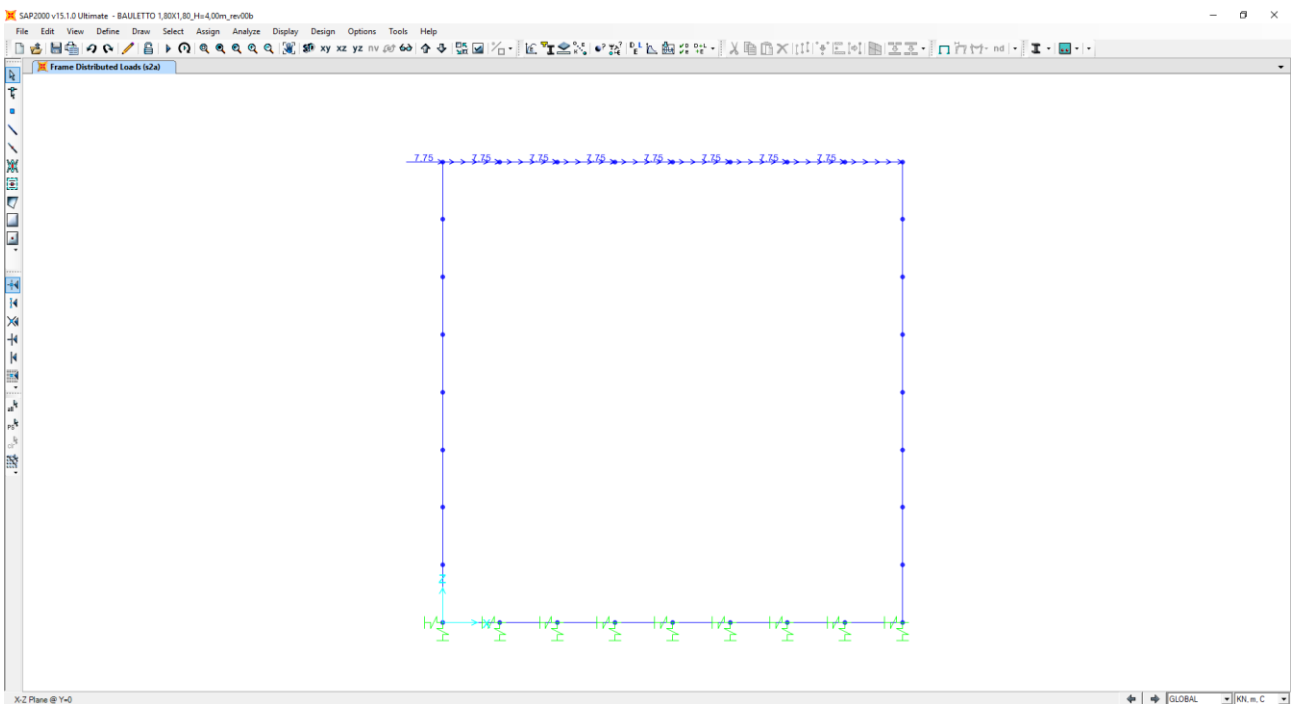 SAP2000 v15.1.0 Ultimate - BAULETTO 1,80X1,80_H=4,00m_rev00b
File Edit View Define Draw Select Assign Analyze Display Design Options Tools Help
xy xz yz nv nd
Frame Distributed Loads (s2a)
7.75 7.75 7.75 7.75 7.75 7.75 7.75 7.75
Z
X
X-Z Plane @ Y=0 GLOBAL KN, m, C